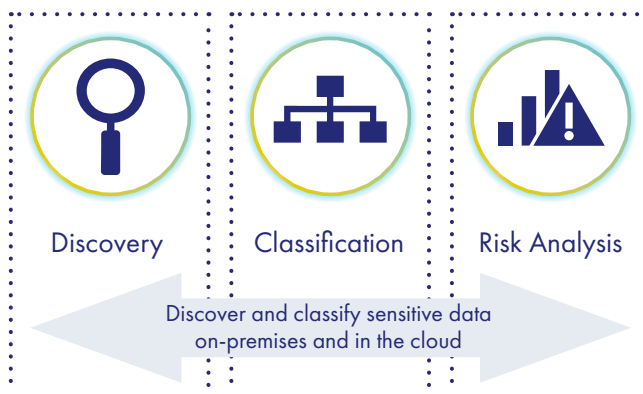 Discovery
Classification
Risk Analysis
Discover and classify sensitive data
on-premises and in the cloud